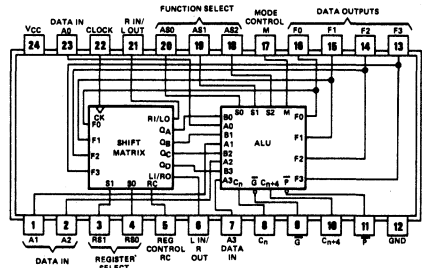 FUNCTION SELECT
MODE CONTROL
DATA OUTPUTS
VCC
DATA IN A0
CLOCK
R IN/ L OUT
AS0
AS1
AS2
M
F0
F1
F2
F3
24 23 22 21 20 19 18 17 16 15 14 13
CK
F0
F1
F2
F3
SHIFT MATRIX
RI/LO
QA
QB
QC
QD
LI/RO
S1 S0 RC
B0
A0
B1
A1
B2
A2
B3
A3
S0 S1 S2 M
ALU
F0
F1
F2
F3
Cn G Cn+4 P
1 2 3 4 5 6 7 8 9 10 11 12
A1
A2
DATA IN
RS1
RS0
REGISTER SELECT
REG CONTROL RC
L IN/ R OUT
A3 DATA IN
Cn
G
Cn+4
P
GND